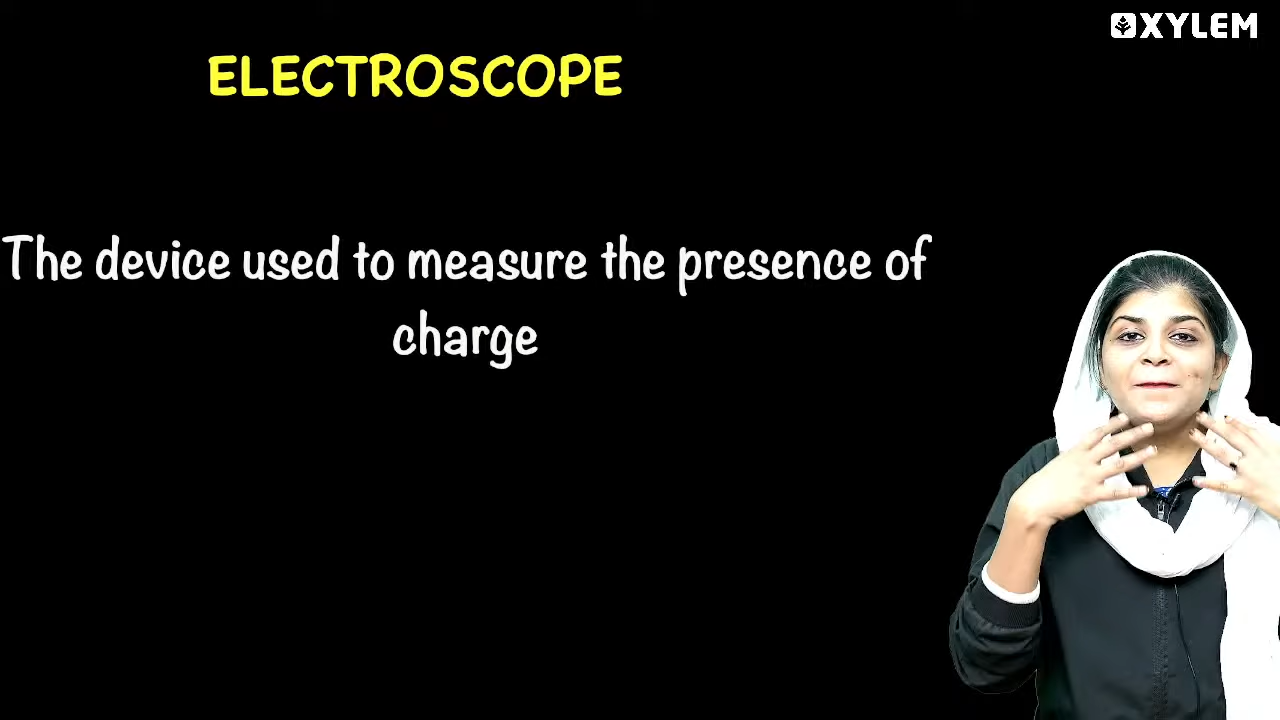 XYLEM
ELECTROSCOPE
The device used to measure the presence of
charge